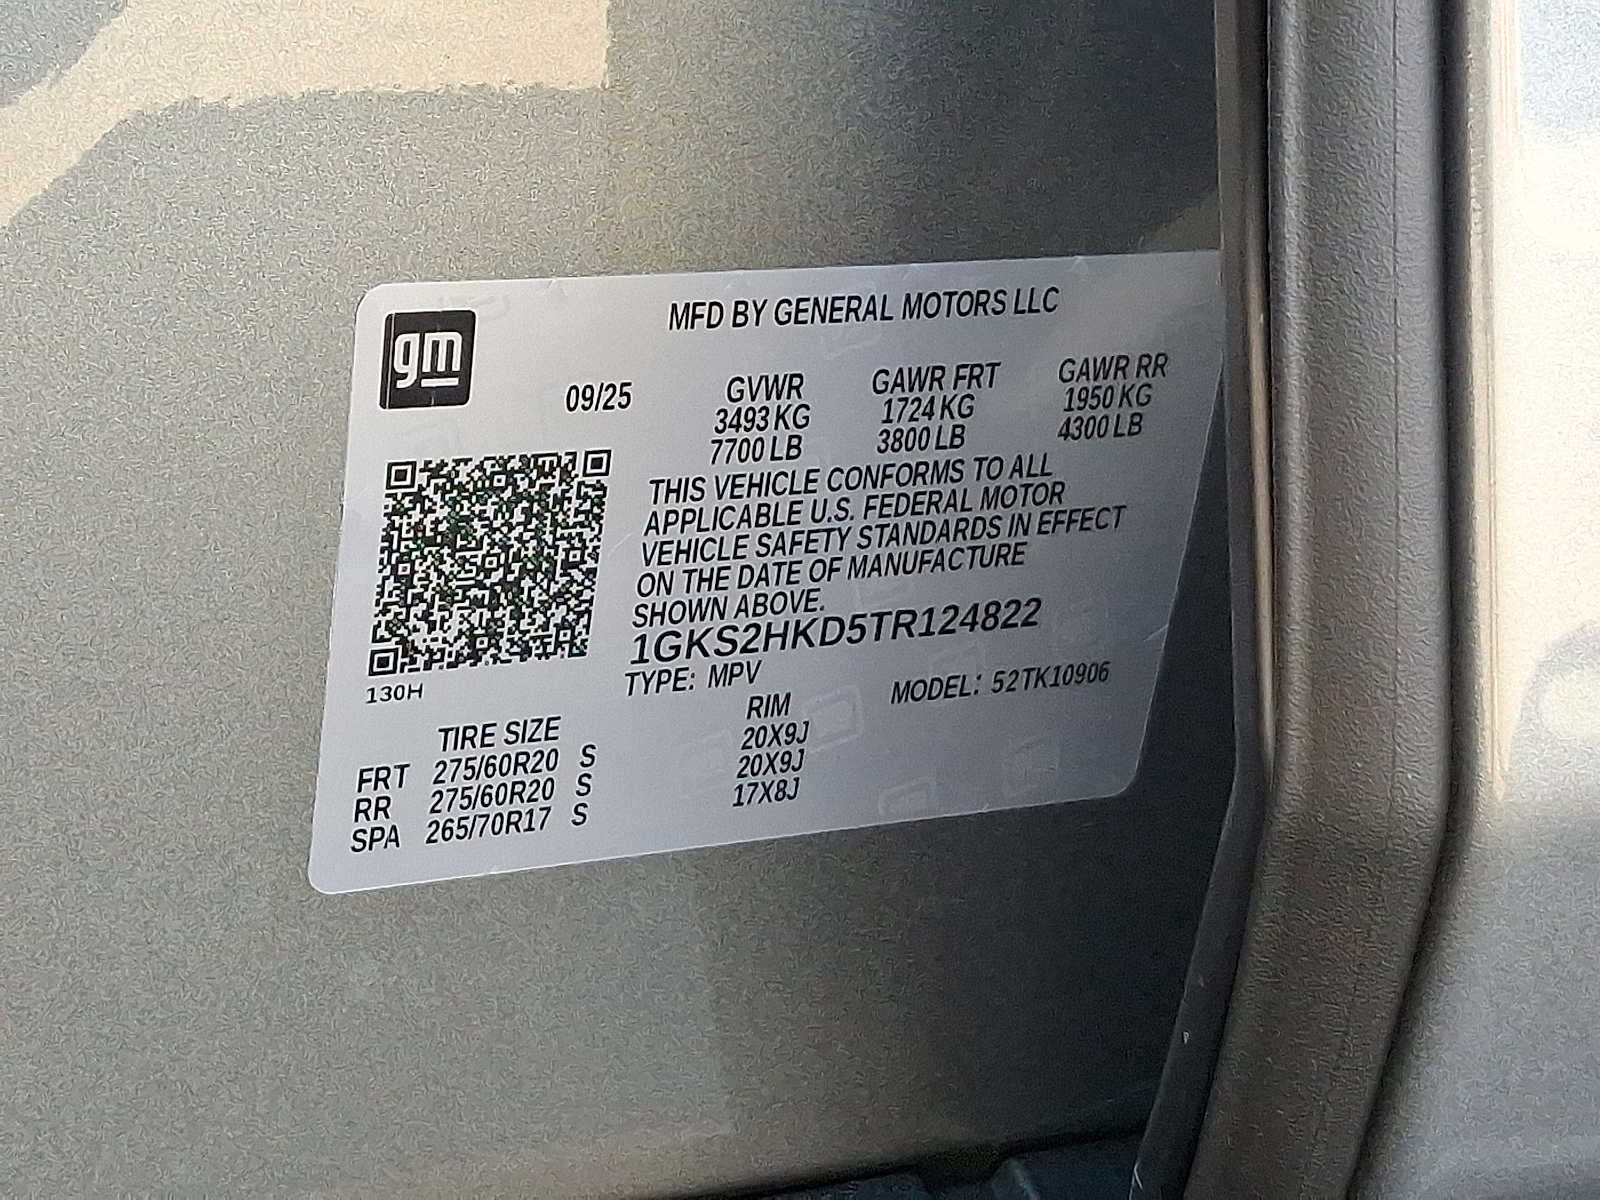 gm
MFD BY GENERAL MOTORS LLC
09/25 GVWR GAWR FRT GAWR RR
3493 KG 1724 KG 1950 KG
7700 LB 3800 LB 4300 LB
THIS VEHICLE CONFORMS TO ALL
APPLICABLE U.S. FEDERAL MOTOR
VEHICLE SAFETY STANDARDS IN EFFECT
ON THE DATE OF MANUFACTURE
SHOWN ABOVE.
1GKS2HKD5TR124822
130H
TYPE: MPV MODEL: 52TK10906
TIRE SIZE RIM
FRT 275/60R20 S 20X9J
RR 275/60R20 S 20X9J
SPA 265/70R17 S 17X8J